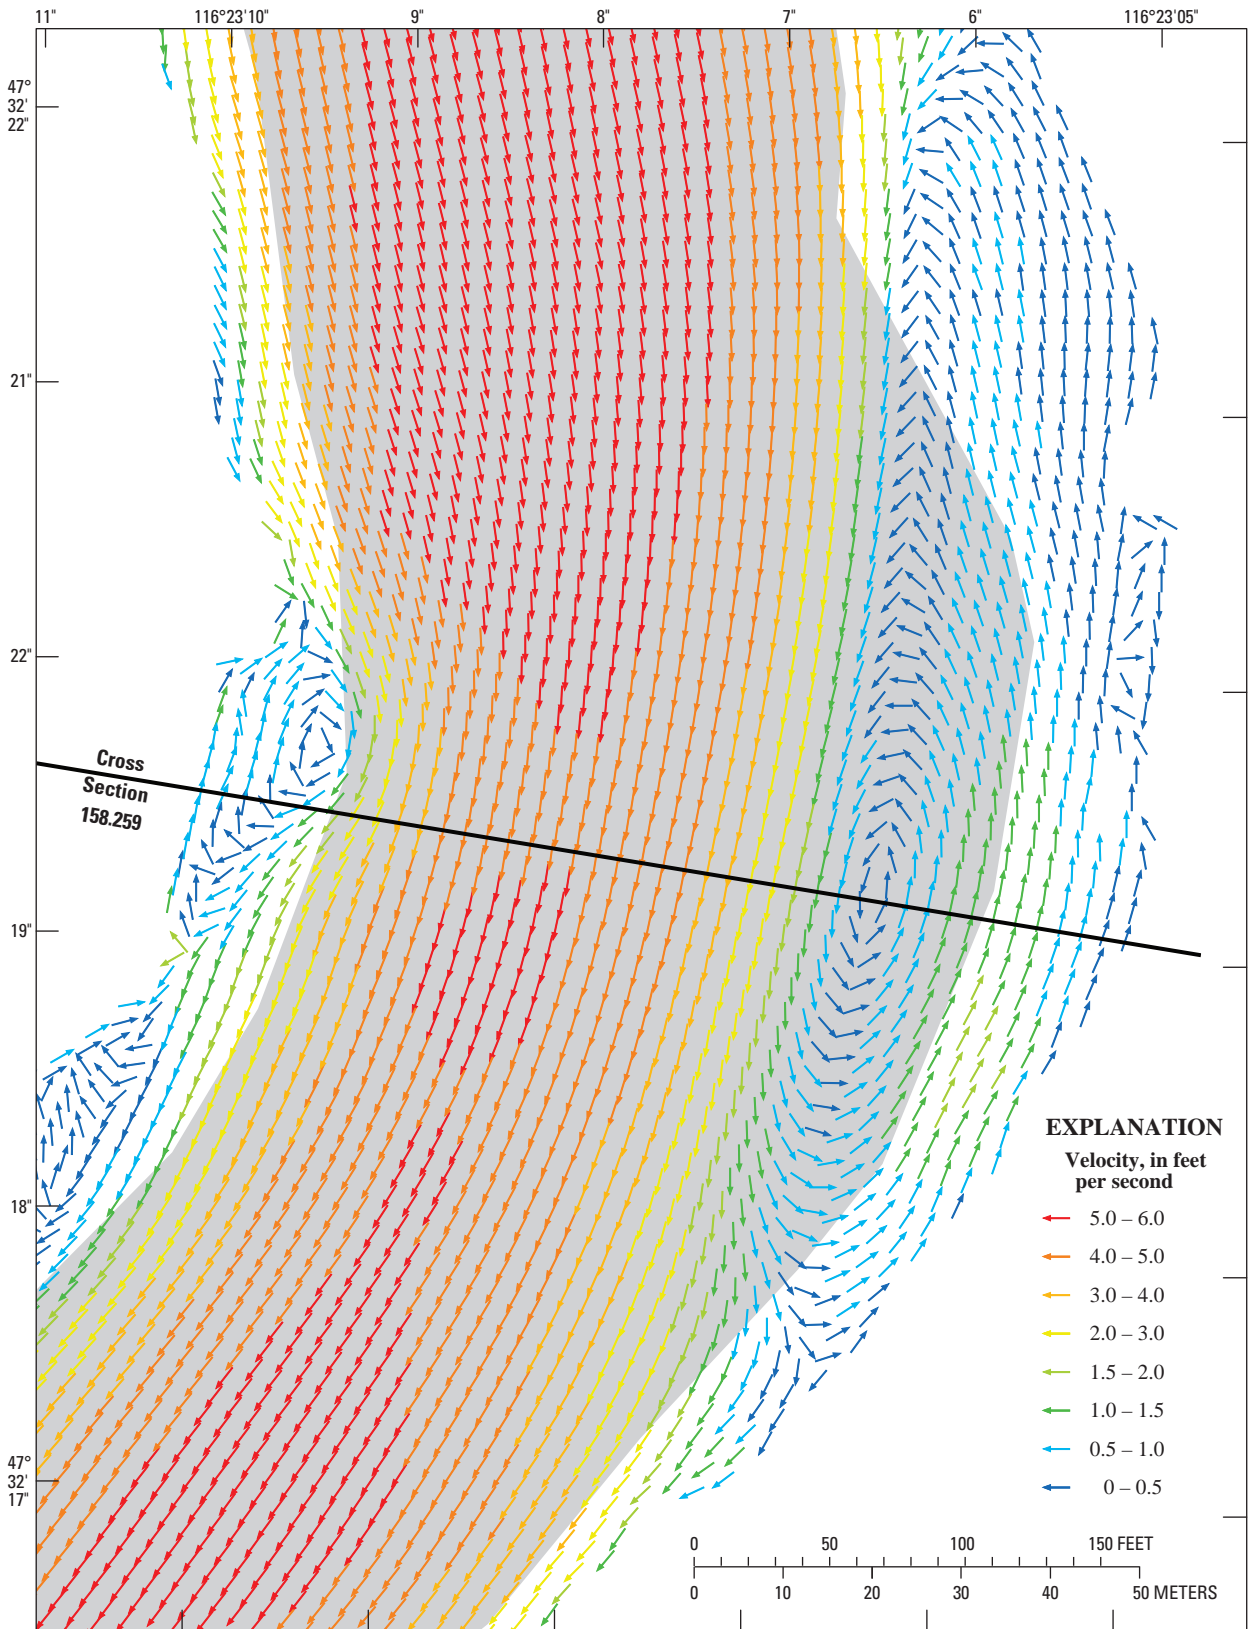 11"
116°23'10"
9"
8"
7"
6"
116°23'05"
47°
32'
22"
21"
22"
19"
18"
47°
32'
17"
Cross
Section
158.259
EXPLANATION
Velocity, in feet
per second
5.0 – 6.0
4.0 – 5.0
3.0 – 4.0
2.0 – 3.0
1.5 – 2.0
1.0 – 1.5
0.5 – 1.0
0 – 0.5
0 50 100 150 FEET
0 10 20 30 40 50 METERS